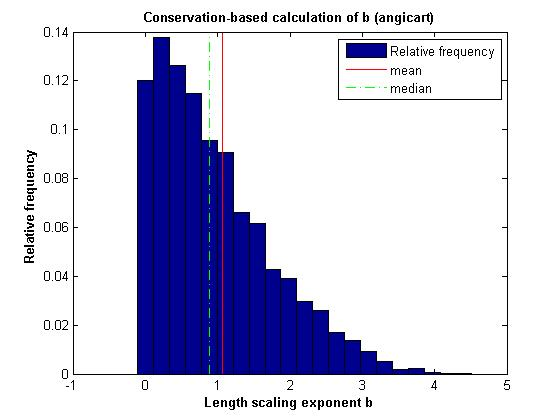 Conservation-based calculation of b (angicart)
Relative frequency
mean
median
0.14
0.12
0.1
0.08
0.06
0.04
0.02
0
Relative frequency
-1 0 1 2 3 4 5
Length scaling exponent b